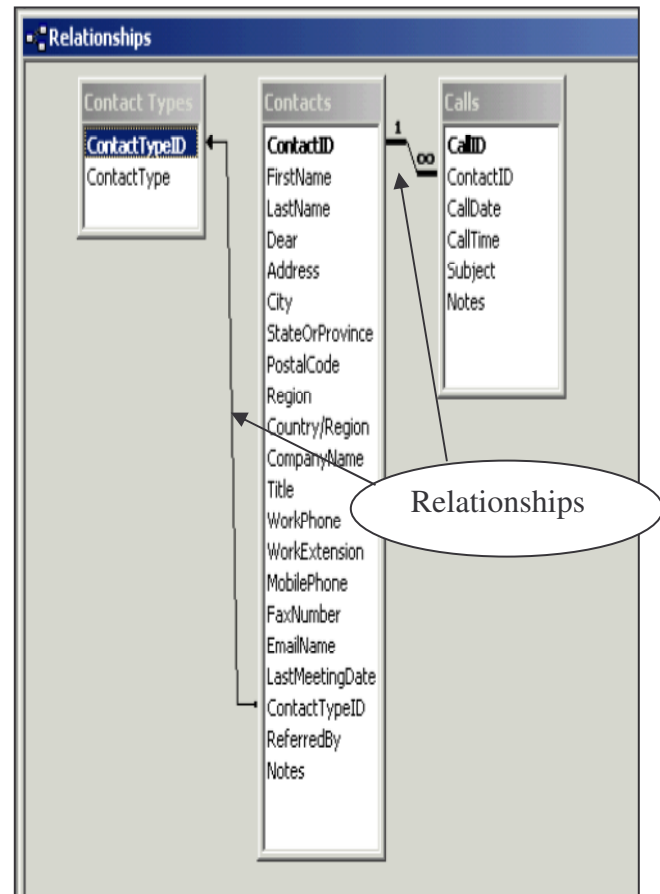 Relationships
Contact Types
ContactTypeID
ContactType
Contacts
ContactID
FirstName
LastName
Dear
Address
City
StateOrProvince
PostalCode
Region
Country/Region
CompanyName
Title
WorkPhone
WorkExtension
MobilePhone
FaxNumber
EmailName
LastMeetingDate
ContactTypeID
ReferredBy
Notes
1
∞
Calls
CallID
ContactID
CallDate
CallTime
Subject
Notes
Relationships